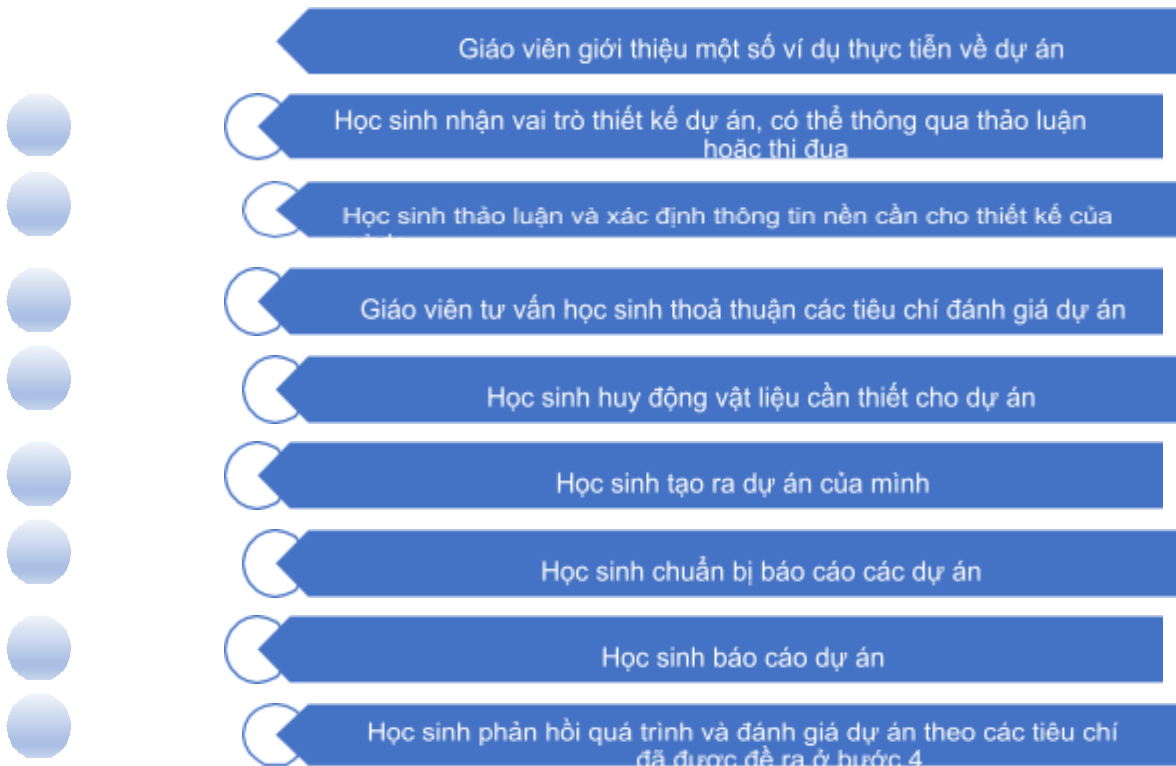 Giáo viên giới thiệu một số ví dụ thực tiễn về dự án
Học sinh nhận vai trò thiết kế dự án, có thể thông qua thảo luận
hoặc thi đua
Học sinh thảo luận và xác định thông tin nền cần cho thiết kế của
Giáo viên tư vấn học sinh thoả thuận các tiêu chí đánh giá dự án
Học sinh huy động vật liệu cần thiết cho dự án
Học sinh tạo ra dự án của mình
Học sinh chuẩn bị báo cáo các dự án
Học sinh báo cáo dự án
Học sinh phản hồi quá trình và đánh giá dự án theo các tiêu chí
đã được đề ra ở bước 4